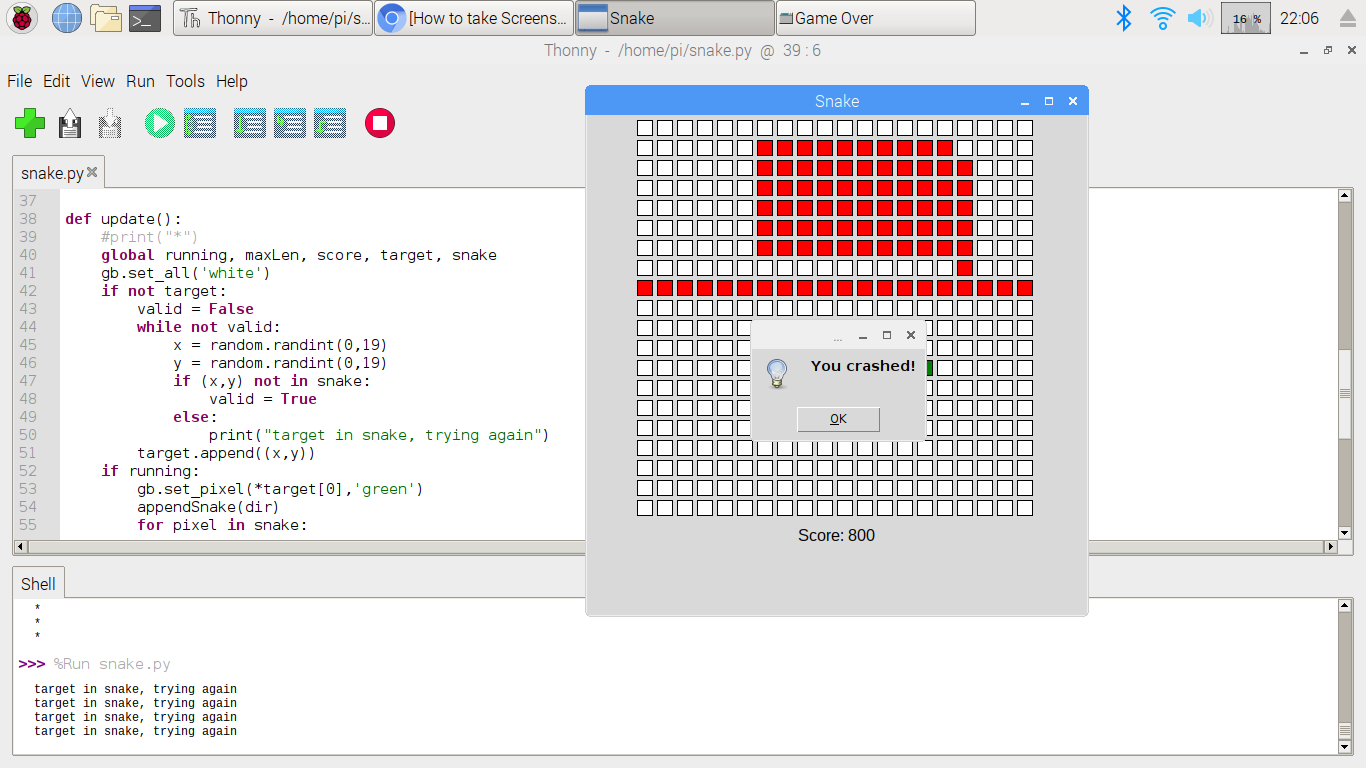 Thonny - /home/pi/s...
[How to take Screens...
Snake
Game Over
16 %
22:06
Thonny - /home/pi/snake.py @ 39 : 6
File Edit View Run Tools Help
snake.py
37
38 def update():
39 #print("*")
40 global running, maxLen, score, target, snake
41 gb.set_all('white')
42 if not target:
43 valid = False
44 while not valid:
45 x = random.randint(0,19)
46 y = random.randint(0,19)
47 if (x,y) not in snake:
48 valid = True
49 else:
50 print("target in snake, trying again")
51 target.append((x,y))
52 if running:
53 gb.set_pixel(*target[0],'green')
54 appendSnake(dir)
55 for pixel in snake:
Shell
*
*
*
>>> %Run snake.py
target in snake, trying again
target in snake, trying again
target in snake, trying again
target in snake, trying again
Snake
...
You crashed!
OK
Score: 800